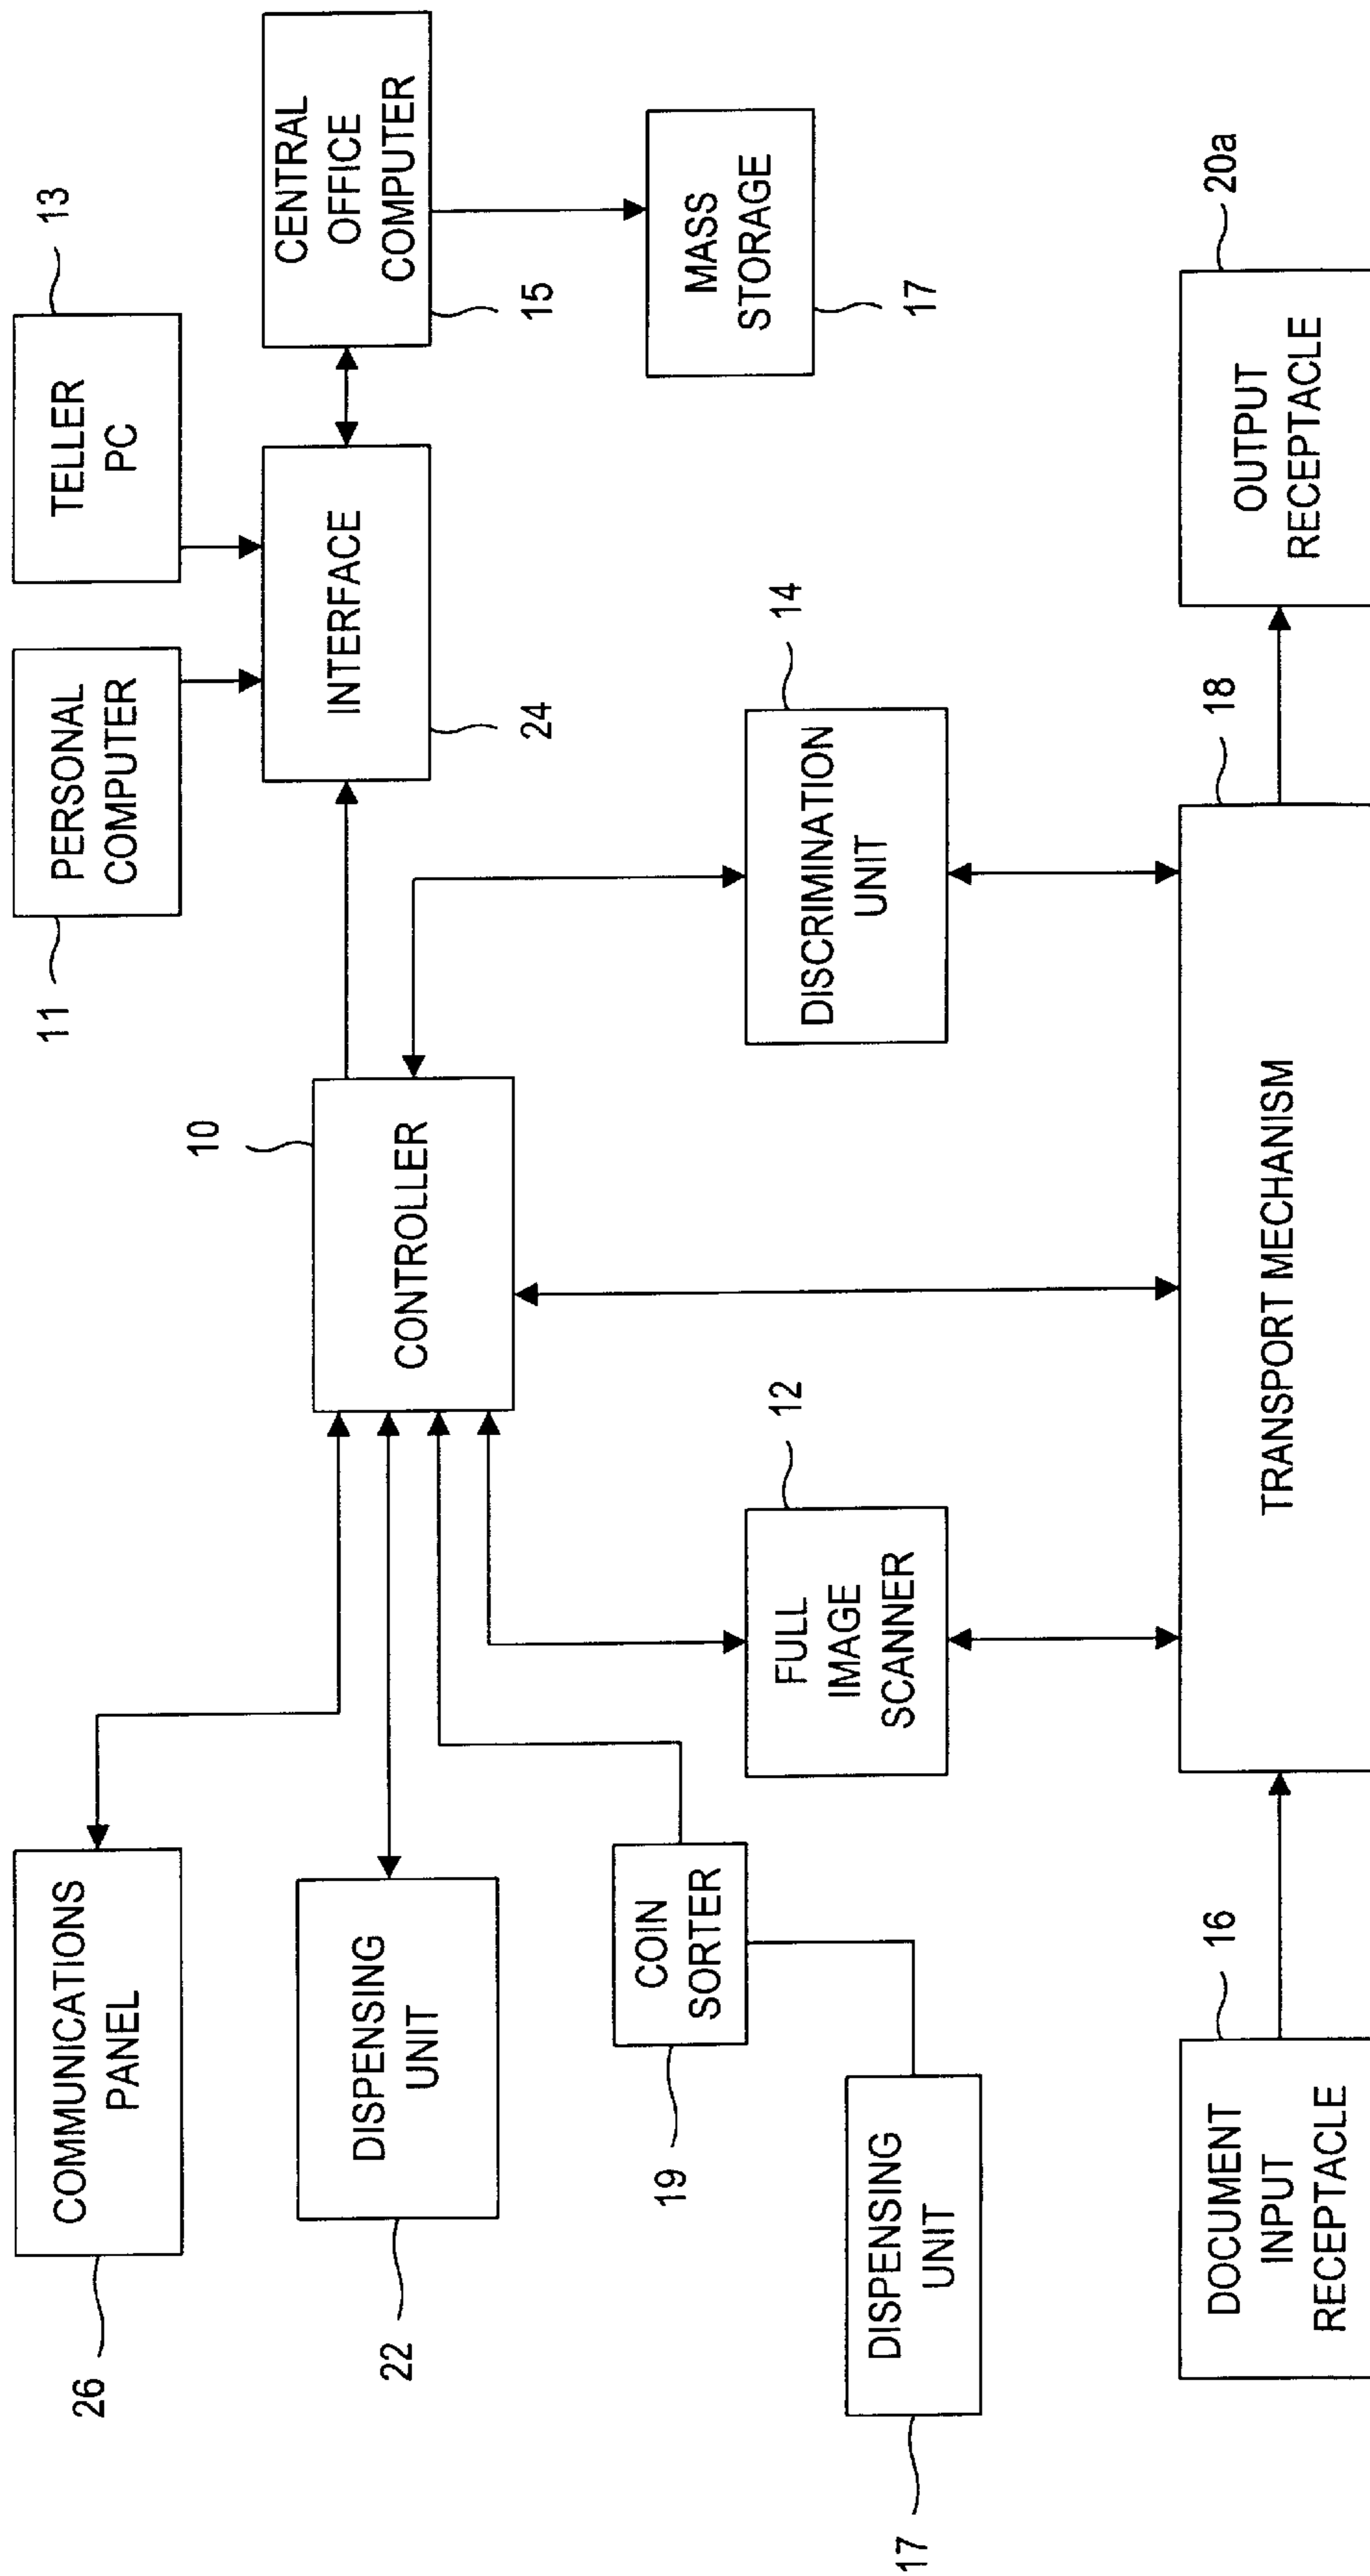 26
COMMUNICATIONS
PANEL
11
PERSONAL
COMPUTER
13
TELLER
PC
22
DISPENSING
UNIT
10
CONTROLLER
INTERFACE
24
CENTRAL
OFFICE
COMPUTER
15
19
COIN
SORTER
MASS
STORAGE
17
17
DISPENSING
UNIT
12
FULL
IMAGE
SCANNER
14
DISCRIMINATION
UNIT
16
DOCUMENT
INPUT
RECEPTACLE
18
TRANSPORT MECHANISM
20a
OUTPUT
RECEPTACLE